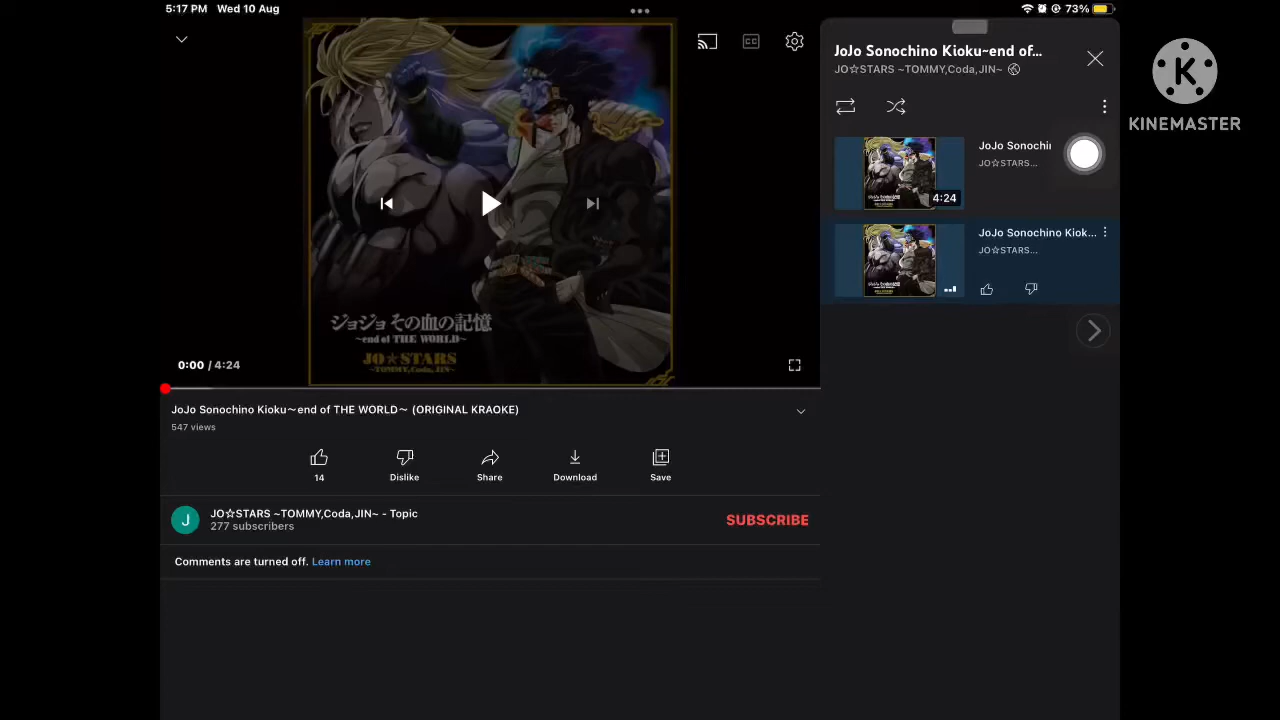 5:17 PM Wed 10 Aug
73%
JoJo Sonochino Kioku~end of...
JO☆STARS ~TOMMY,Coda,JIN~
KINEMASTER
JoJo Sonochin
JO☆STARS...
4:24
JoJo Sonochino Kiok...
JO☆STARS...
ジョジョ その血の記憶
~end of THE WORLD~
JO★STARS
~TOMMY,Coda,JIN~
0:00 / 4:24
JoJo Sonochino Kioku～end of THE WORLD～ (ORIGINAL KRAOKE)
547 views
14
Dislike
Share
Download
Save
J
JO☆STARS ~TOMMY,Coda,JIN~ - Topic
277 subscribers
SUBSCRIBE
Comments are turned off. Learn more